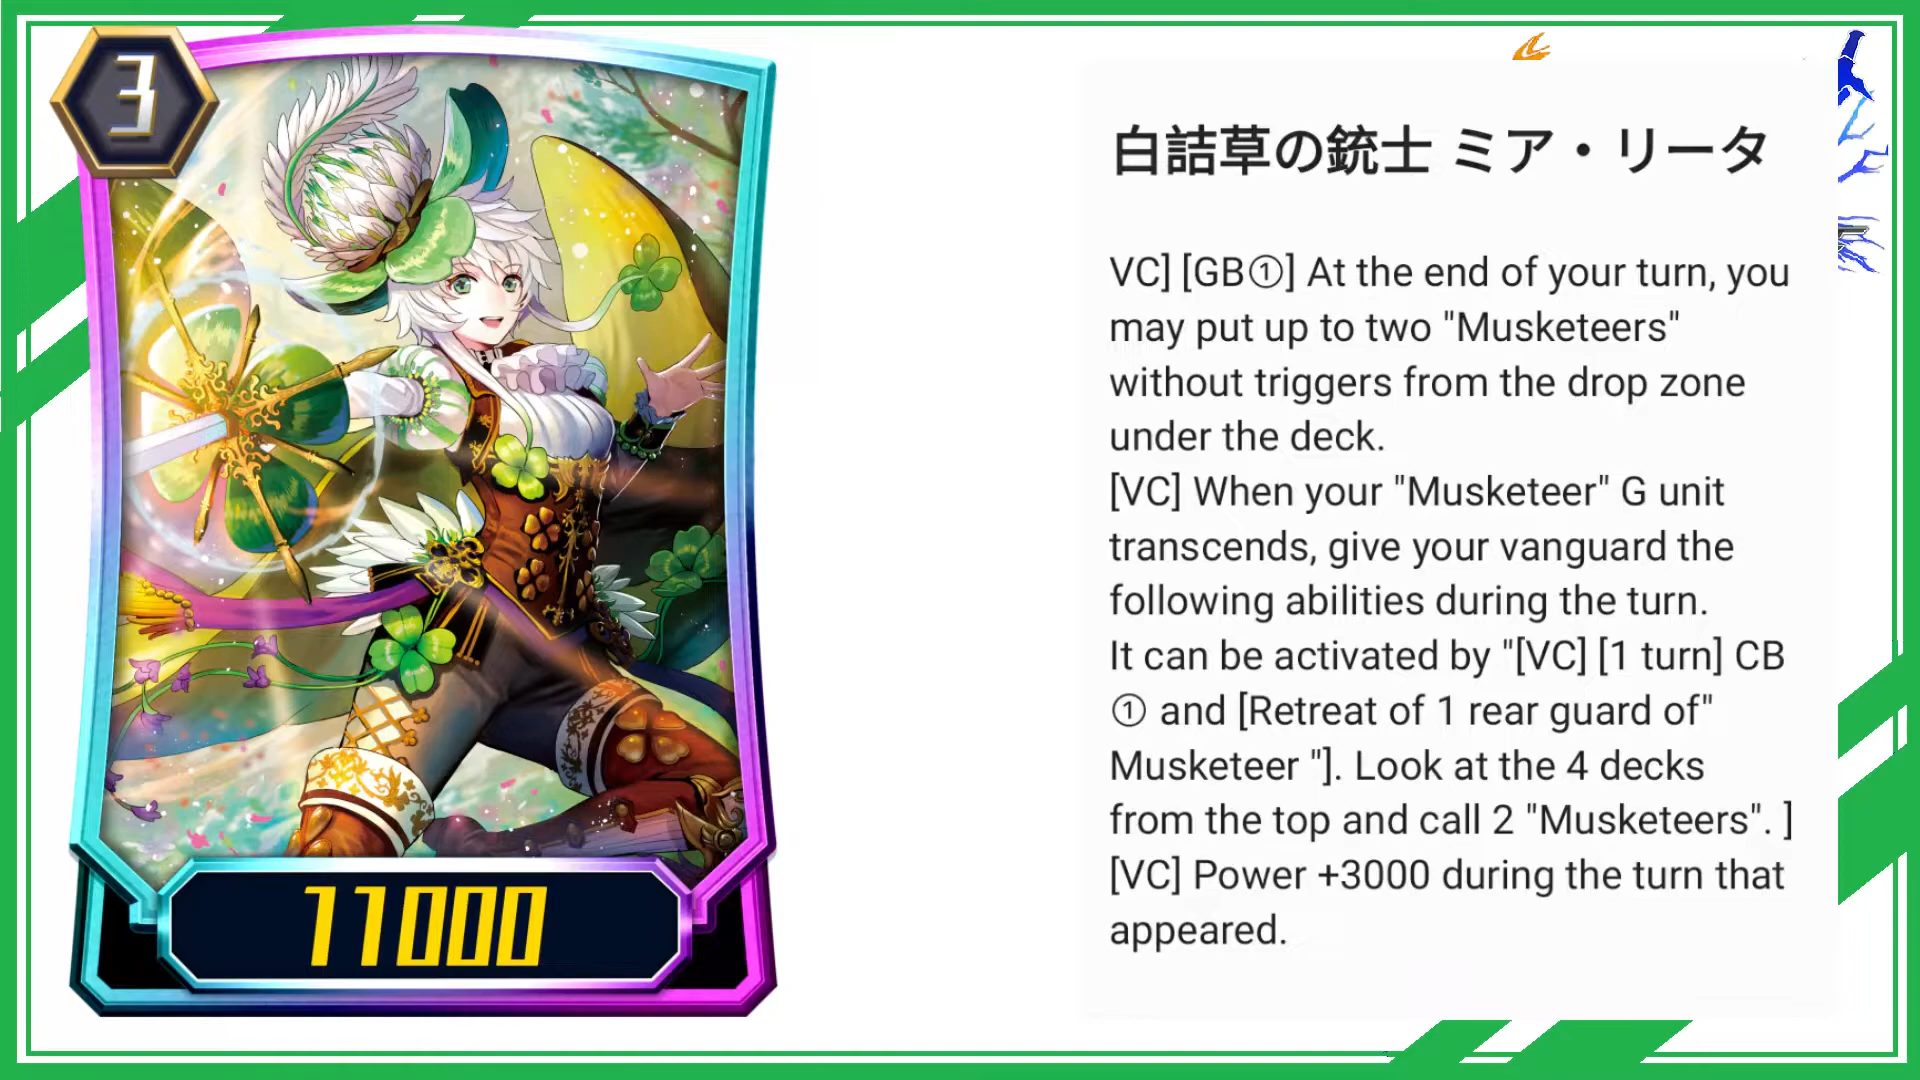 3
11000
白詰草の銃士 ミア・リータ
VC] [GB①] At the end of your turn, you
may put up to two "Musketeers"
without triggers from the drop zone
under the deck.
[VC] When your "Musketeer" G unit
transcends, give your vanguard the
following abilities during the turn.
It can be activated by "[VC] [1 turn] CB
① and [Retreat of 1 rear guard of"
Musketeer "]. Look at the 4 decks
from the top and call 2 "Musketeers". ]
[VC] Power +3000 during the turn that
appeared.